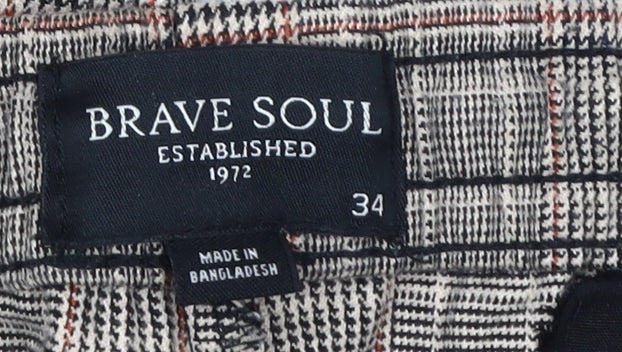 BRAVE SOUL
ESTABLISHED
1972
34
MADE IN
BANGLADESH